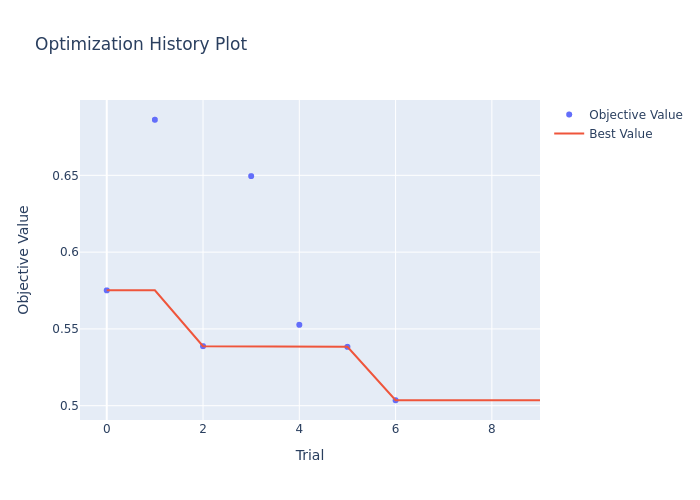 Optimization History Plot
Objective Value
Best Value
0.65
0.6
0.55
0.5
Objective Value
0
2
4
6
8
Trial